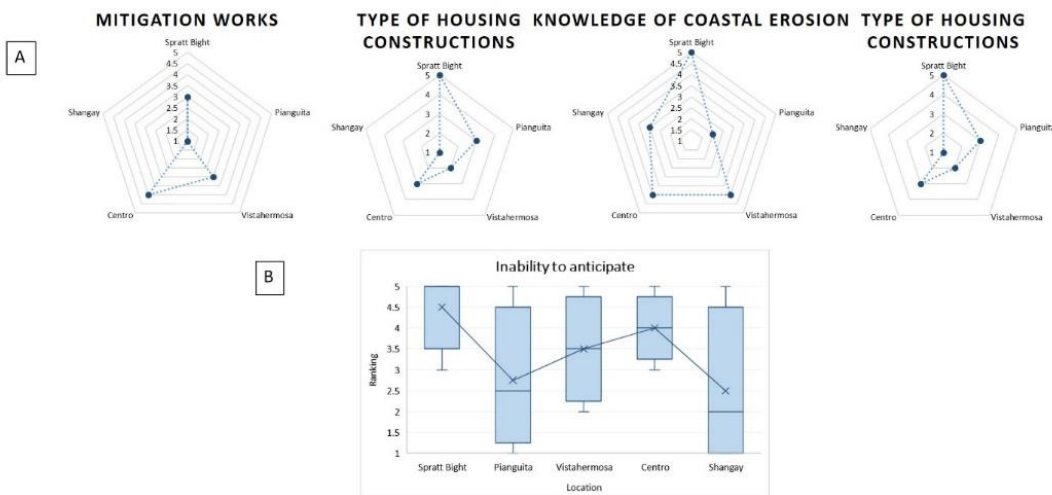 A
MITIGATION WORKS
Spratt Bight
5
4.5
4
3.5
3
2.5
2
1.5
1
Shangay
Pianguita
Centro
Vistahermosa
TYPE OF HOUSING
CONSTRUCTIONS
Spratt Bight
5
4
3
2
1
Shangay
Pianguita
Centro
Vistahermosa
KNOWLEDGE OF COASTAL EROSION
Spratt Bight
5
4.5
4
3.5
3
2.5
2
1.5
1
Shangay
Pianguita
Centro
Vistahermosa
TYPE OF HOUSING
CONSTRUCTIONS
Spratt Bight
5
4
3
2
1
Shangay
Pianguita
Centro
Vistahermosa
B
Inability to anticipate
Ranking
5
4.5
4
3.5
3
2.5
2
1.5
1
Spratt Bight Pianguita Vistahermosa Centro Shangay
Location